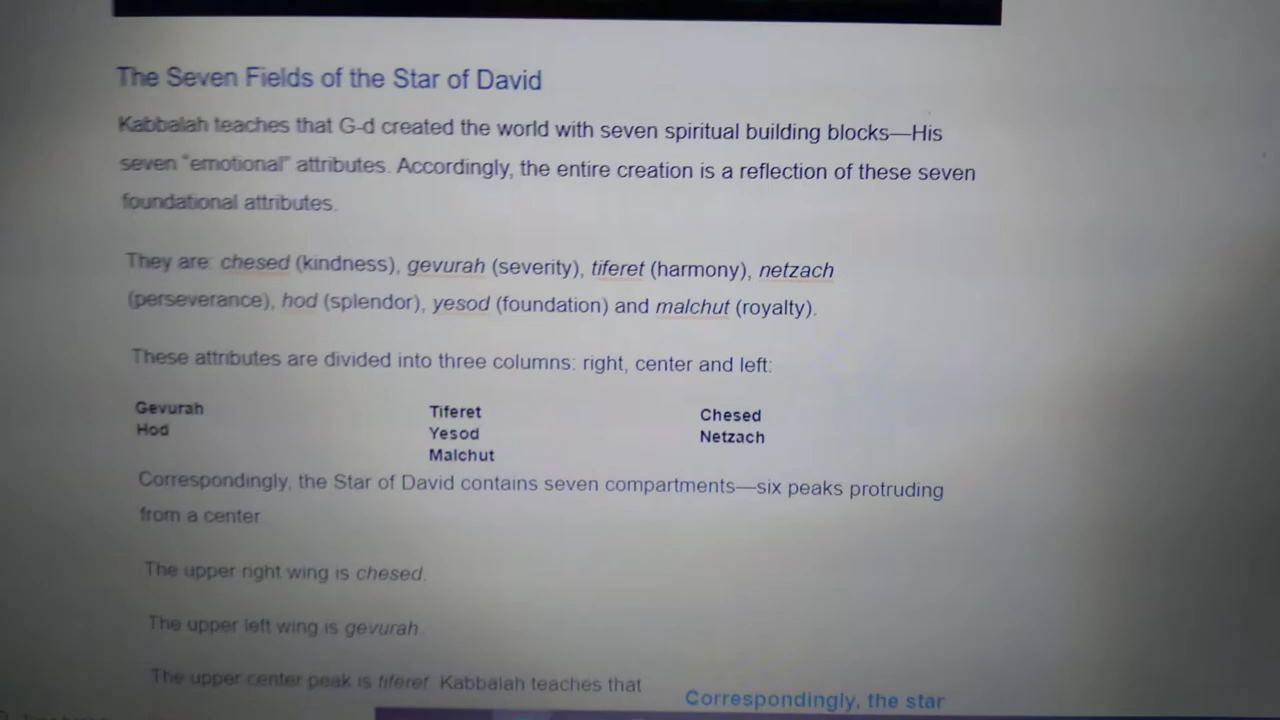 The Seven Fields of the Star of David
Kabbalah teaches that G-d created the world with seven spiritual building blocks—His
seven "emotional" attributes. Accordingly, the entire creation is a reflection of these seven
foundational attributes.
They are: chesed (kindness), gevurah (severity), tiferet (harmony), netzach
(perseverance), hod (splendor), yesod (foundation) and malchut (royalty).
These attributes are divided into three columns: right, center and left:
Gevurah Tiferet Chesed
Hod Yesod Netzach
Malchut
Correspondingly, the Star of David contains seven compartments—six peaks protruding
from a center.
The upper right wing is chesed.
The upper left wing is gevurah.
The upper center peak is tiferet. Kabbalah teaches that
Correspondingly, the star